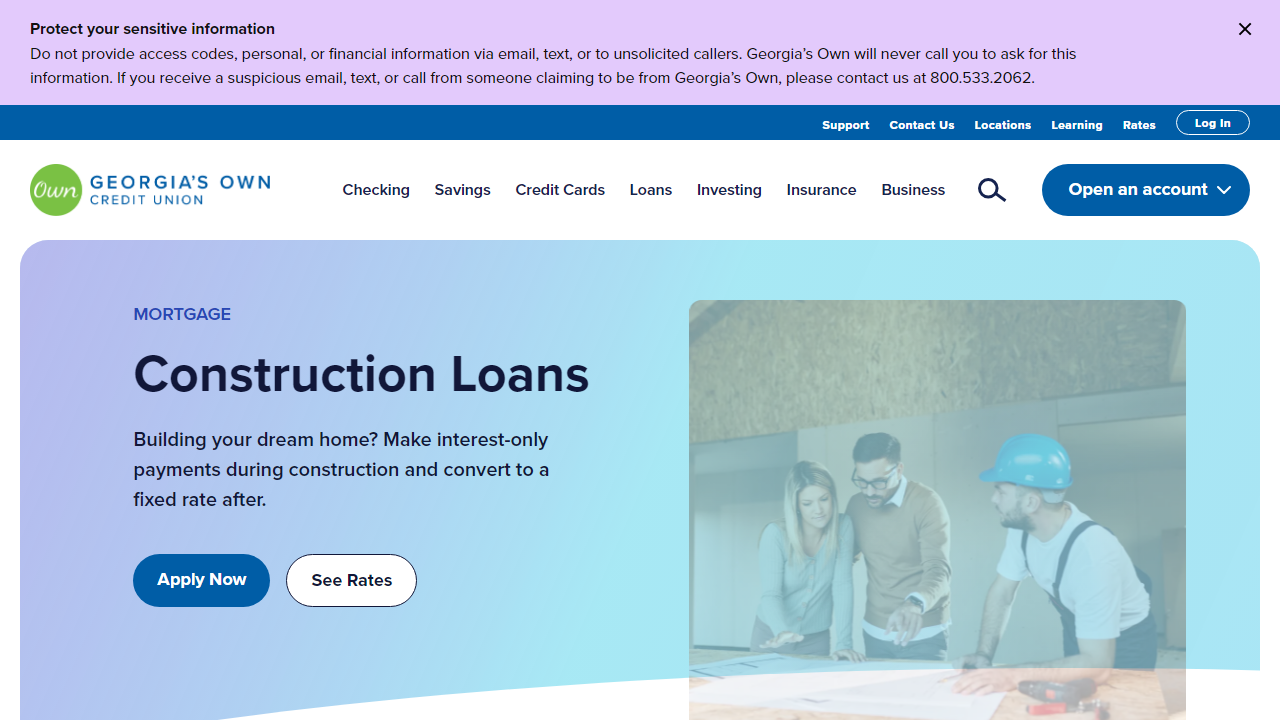 Protect your sensitive information
Do not provide access codes, personal, or financial information via email, text, or to unsolicited callers. Georgia’s Own will never call you to ask for this
information. If you receive a suspicious email, text, or call from someone claiming to be from Georgia’s Own, please contact us at 800.533.2062.
Support Contact Us Locations Learning Rates Log In
Own GEORGIA’S OWN
CREDIT UNION
Checking Savings Credit Cards Loans Investing Insurance Business Open an account
MORTGAGE
Construction Loans
Building your dream home? Make interest-only
payments during construction and convert to a
fixed rate after.
Apply Now See Rates